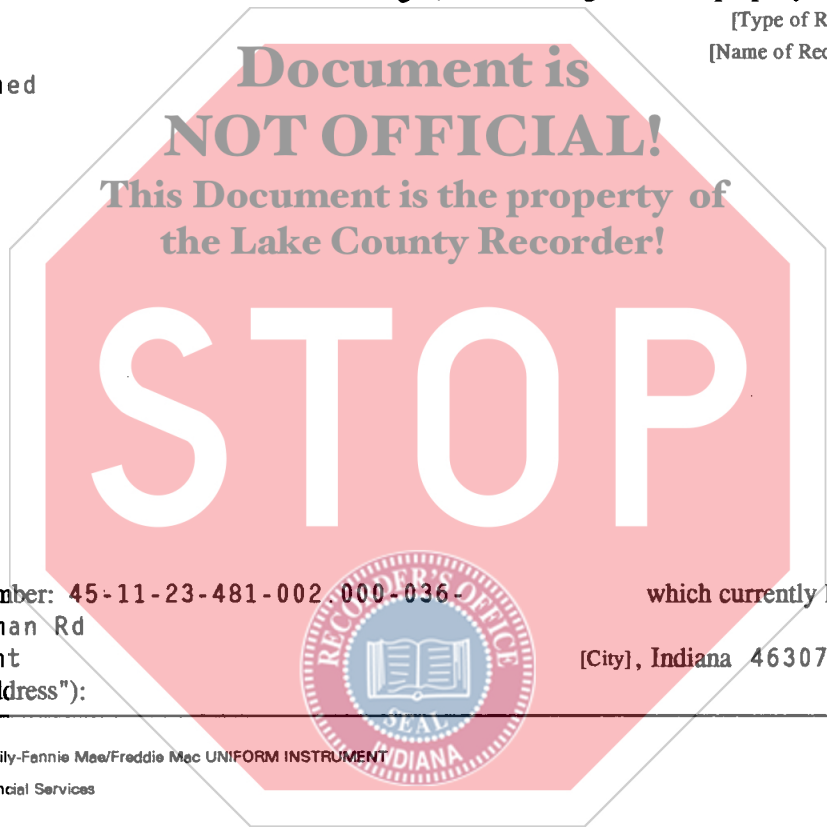 [Type of R
[Name of Rec
ned
Document is
NOT OFFICIAL!
This Document is the property of
the Lake County Recorder!
STOP
mber: 45-11-23-481-002.000-036-
which currently
man Rd
nt
[City], Indiana 46307
ddress"):
RECORDER'S OFFICE
SEAL
INDIANA
ily-Fannie Mae/Freddie Mac UNIFORM INSTRUMENT
ncial Services